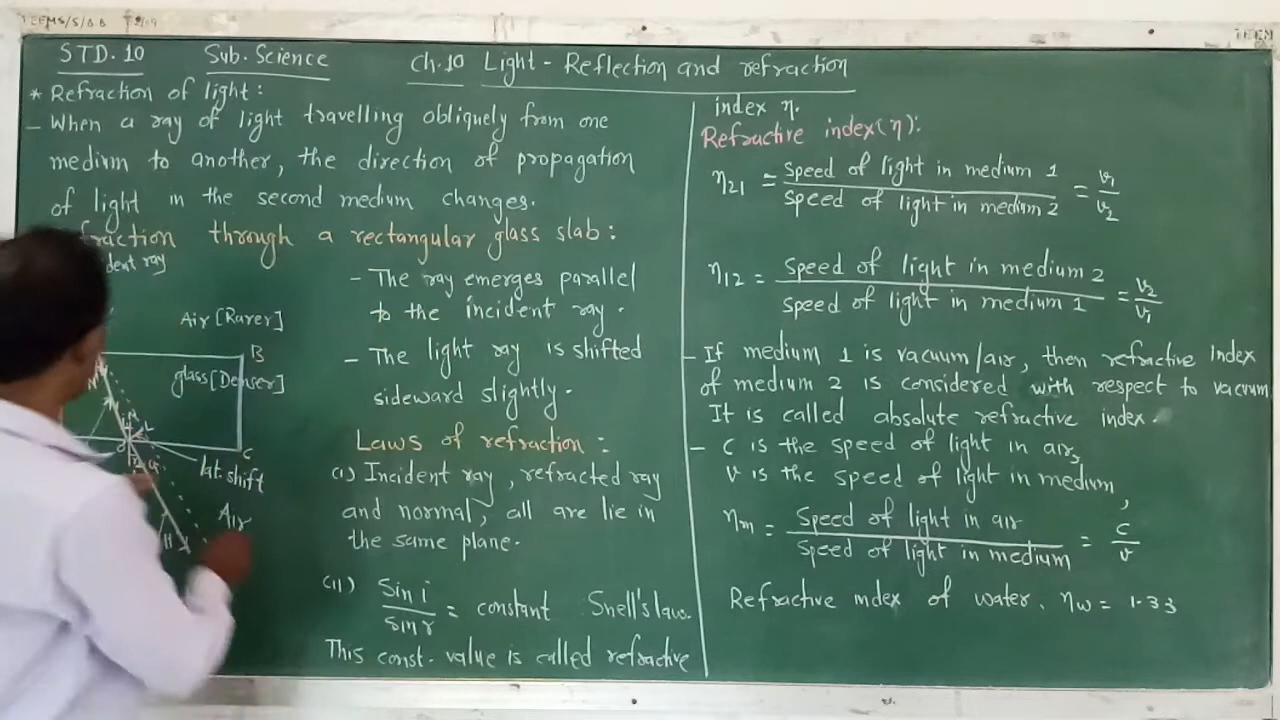 TEEMS/S/BB
STD.10 Sub. Science Ch.10 Light - Reflection and refraction
* Refraction of light:
- When a ray of light travelling obliquely from one
medium to another, the direction of propagation
of light in the second medium changes.
fraction through a rectangular glass slab:
dent ray
- The ray emerges parallel
to the incident ray.
- The light ray is shifted
sideward slightly.
Air [Rarer]
B
glass [Denser]
C
lat. shift
Air
H
Laws of refraction:
(i) Incident ray, refracted ray
and normal, all are lie in
the same plane.
(ii) Sin i / Sin r = constant Snell's law.
This const. value is called refractive
index η.
Refractive index(η):
η21 = Speed of light in medium 1 / speed of light in medium 2 = v1 / v2
η12 = Speed of light in medium 2 / speed of light in medium 1 = v2 / v1
- If medium 1 is vacuum/air, then refractive index
of medium 2 is considered with respect to vacuum
It is called absolute refractive index.
- C is the speed of light in air,
v is the speed of light in medium,
ηm = Speed of light in air / speed of light in medium = c / v
Refractive index of water. ηw = 1.33
TEEM